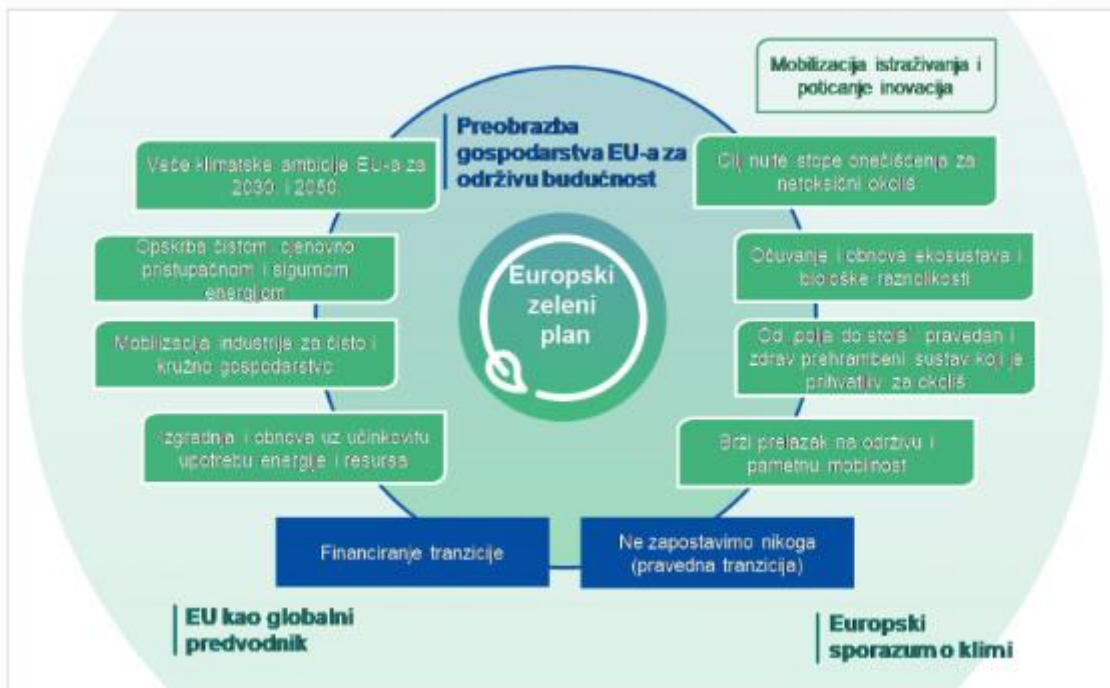 Mobilizacija istraživanja i
poticanje inovacija
Preobrazba
gospodarstva EU-a za
održivu budućnost
Veće klimatske ambicije EU-a za
2030. i 2050.
Opskrba čistom, cjenovno
pristupačnom i sigurnom
energijom
Mobilizacija industrije za čisto i
kružno gospodarstvo
Izgradnja i obnova uz učinkovitu
upotrebu energije i resursa
Europski
zeleni
plan
Cilj nulte stope onečišćenja za
netoksični okoliš
Očuvanje i obnova ekosustava i
biološke raznolikosti
Od „polja do stola” pravedan i
zdrav prehrambeni sustav koji je
prihvatljiv za okoliš
Brži prelazak na održivu i
pametnu mobilnost
Financiranje tranzicije
Ne zapostavimo nikoga
(pravedna tranzicija)
EU kao globalni
predvodnik
Europski
sporazum o klimi